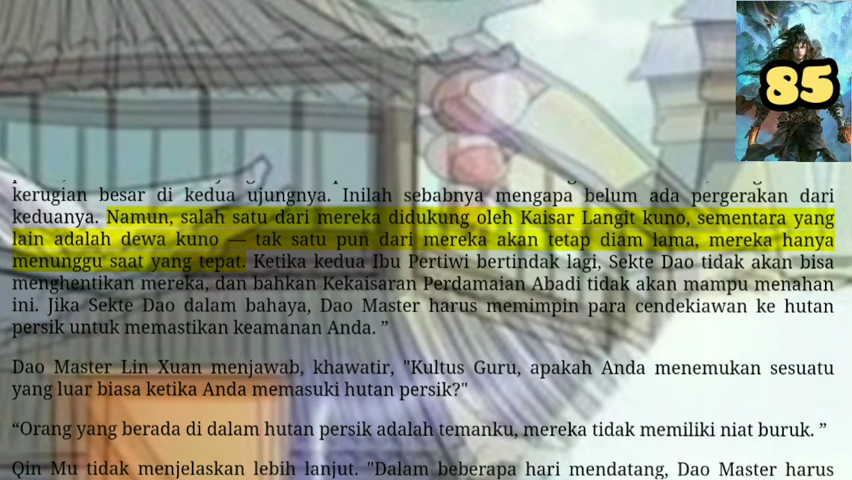 85
kerugian besar di kedua ujungnya. Inilah sebabnya mengapa belum ada pergerakan dari
keduanya. Namun, salah satu dari mereka didukung oleh Kaisar Langit kuno, sementara yang
lain adalah dewa kuno — tak satu pun dari mereka akan tetap diam lama, mereka hanya
menunggu saat yang tepat. Ketika kedua Ibu Pertiwi bertindak lagi, Sekte Dao tidak akan bisa
menghentikan mereka, dan bahkan Kekaisaran Perdamaian Abadi tidak akan mampu menahan
ini. Jika Sekte Dao dalam bahaya, Dao Master harus memimpin para cendekiawan ke hutan
persik untuk memastikan keamanan Anda. ”
Dao Master Lin Xuan menjawab, khawatir, "Kultus Guru, apakah Anda menemukan sesuatu
yang luar biasa ketika Anda memasuki hutan persik?"
“Orang yang berada di dalam hutan persik adalah temanku, mereka tidak memiliki niat buruk. ”
Qin Mu tidak menjelaskan lebih lanjut. "Dalam beberapa hari mendatang, Dao Master harus